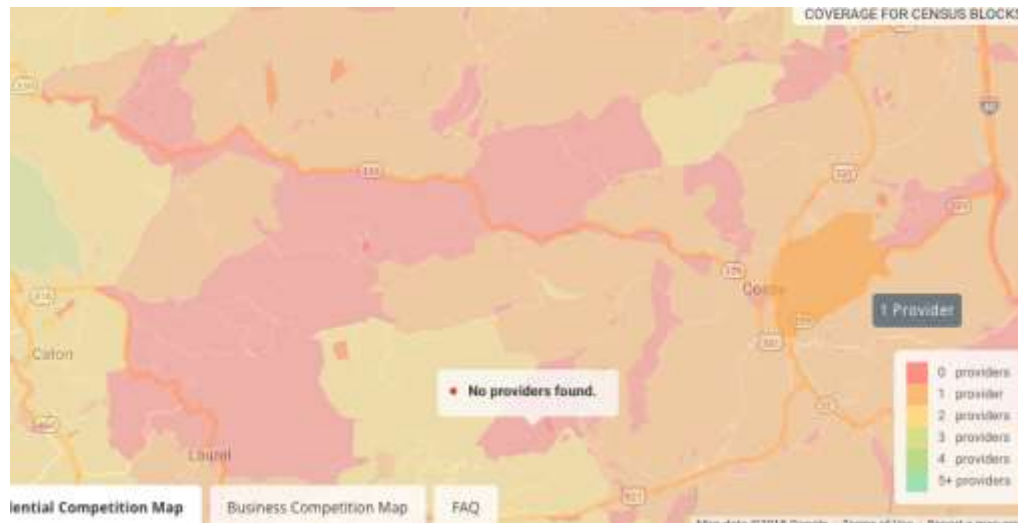 COVERAGE FOR CENSUS BLOCKS
1 Provider
Caton
Laurel
No providers found.
0 providers
1 provider
2 providers
3 providers
4 providers
5+ providers
ential Competition Map
Business Competition Map
FAQ